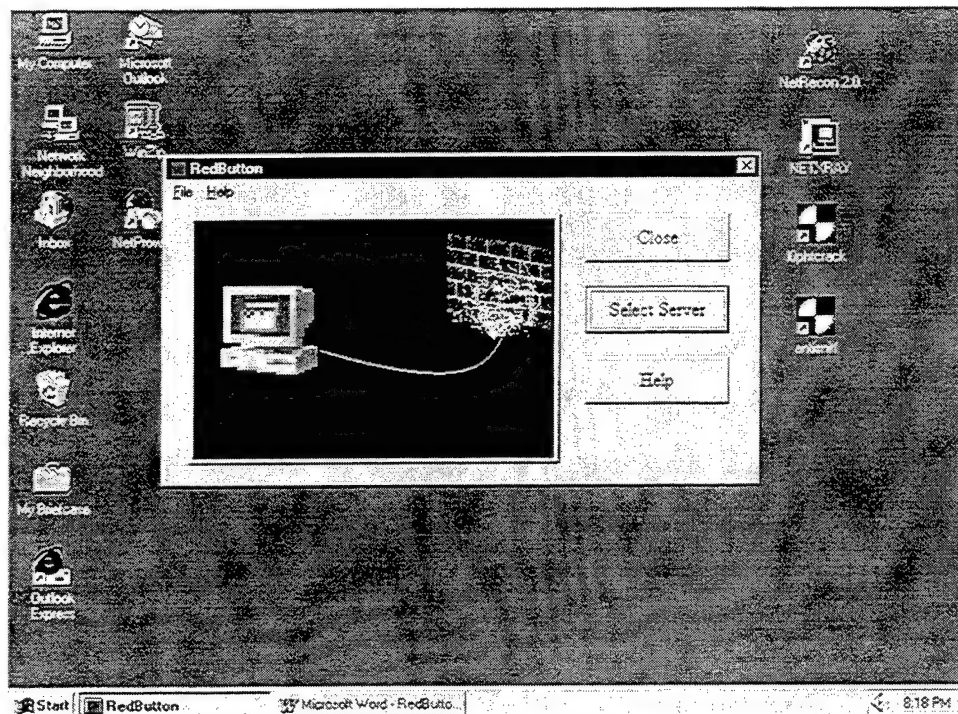 My Computer
Microsoft
Outlook
Network
Neighborhood
Inbox
Internet
Explorer
Recycle Bin
My Briefcase
Outlook
Express
NetRecon 2.0
NETXRAY
l0phtcrack
RedButton
File Help
Close
Select Server
Help
Start
RedButton
Microsoft Word - RedButto...
8:18 PM